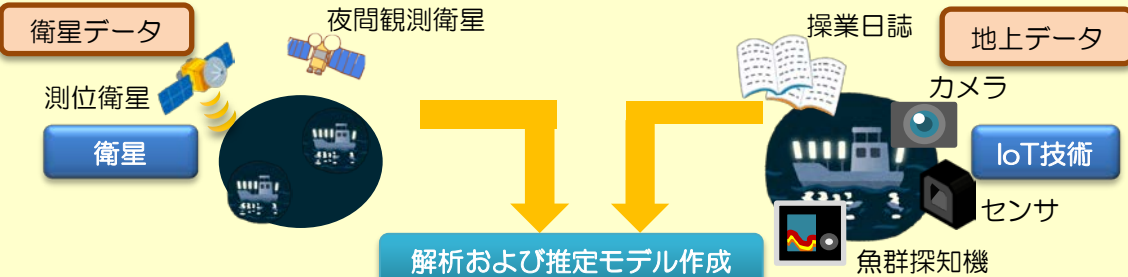 衛星データ
夜間観測衛星
測位衛星
衛星
操業日誌
地上データ
カメラ
IoT技術
センサ
魚群探知機
解析および推定モデル作成